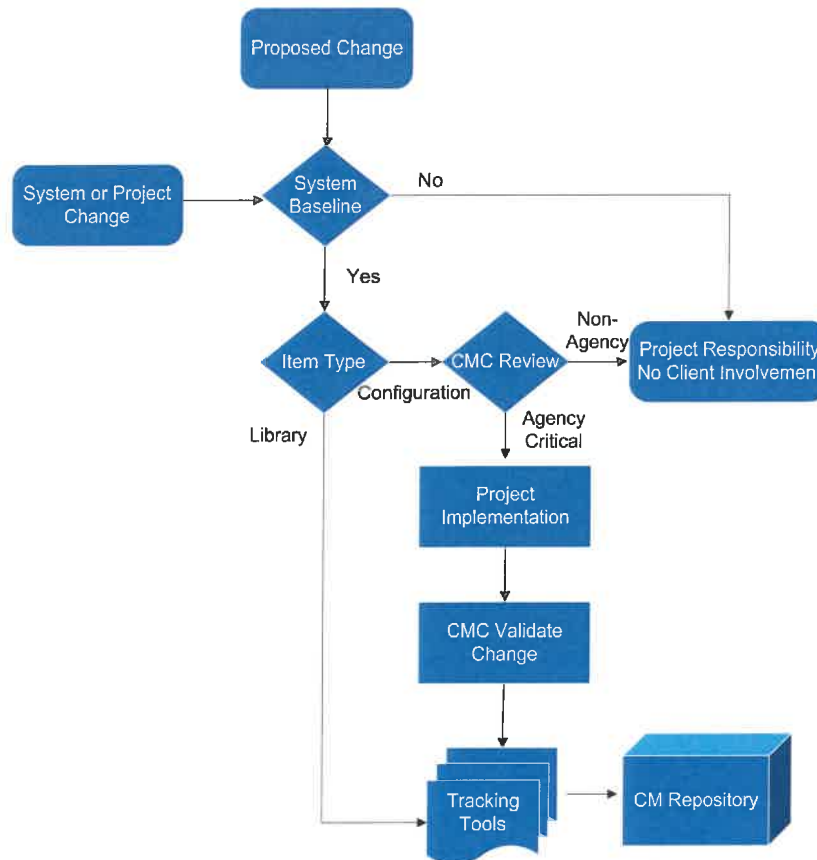 Proposed Change
System or Project
Change
System
Baseline
No
Yes
Item Type
Configuration
CMC Review
Non-
Agency
Project Responsibility
No Client Involvemen
Library
Agency
Critical
Project
Implementation
CMC Validate
Change
Tracking
Tools
CM Repository